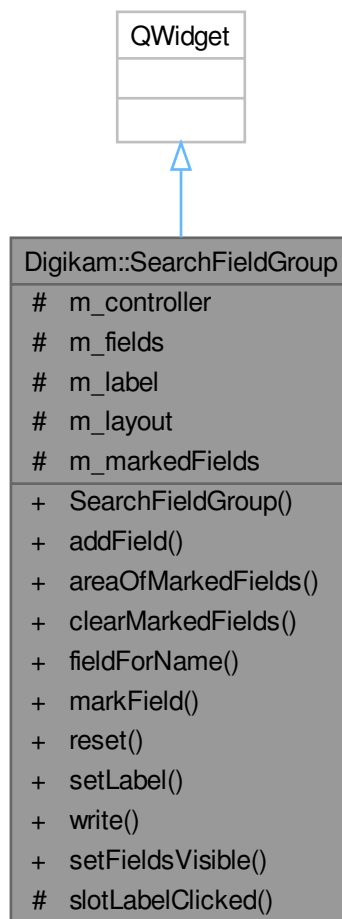 QWidget
Digikam::SearchFieldGroup
# m_controller
# m_fields
# m_label
# m_layout
# m_markedFields
+ SearchFieldGroup()
+ addField()
+ areaOfMarkedFields()
+ clearMarkedFields()
+ fieldForName()
+ markField()
+ reset()
+ setLabel()
+ write()
+ setFieldsVisible()
# slotLabelClicked()